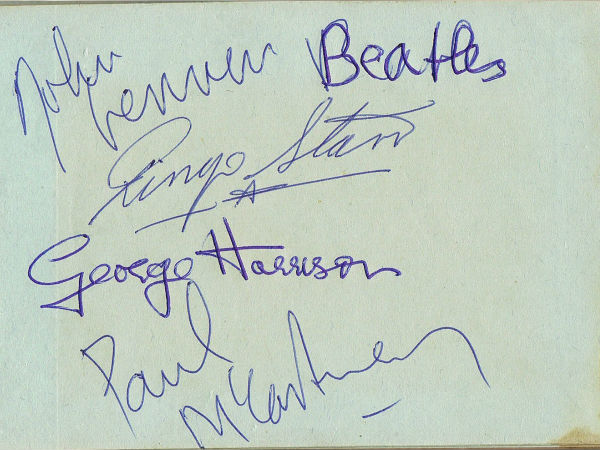 John Lennon Beatles
Ringo Starr
George Harrison
Paul McCartney